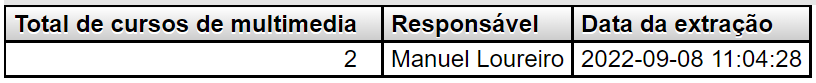 Total de cursos de multimedia Responsável Data da extração
2 Manuel Loureiro 2022-09-08 11:04:28